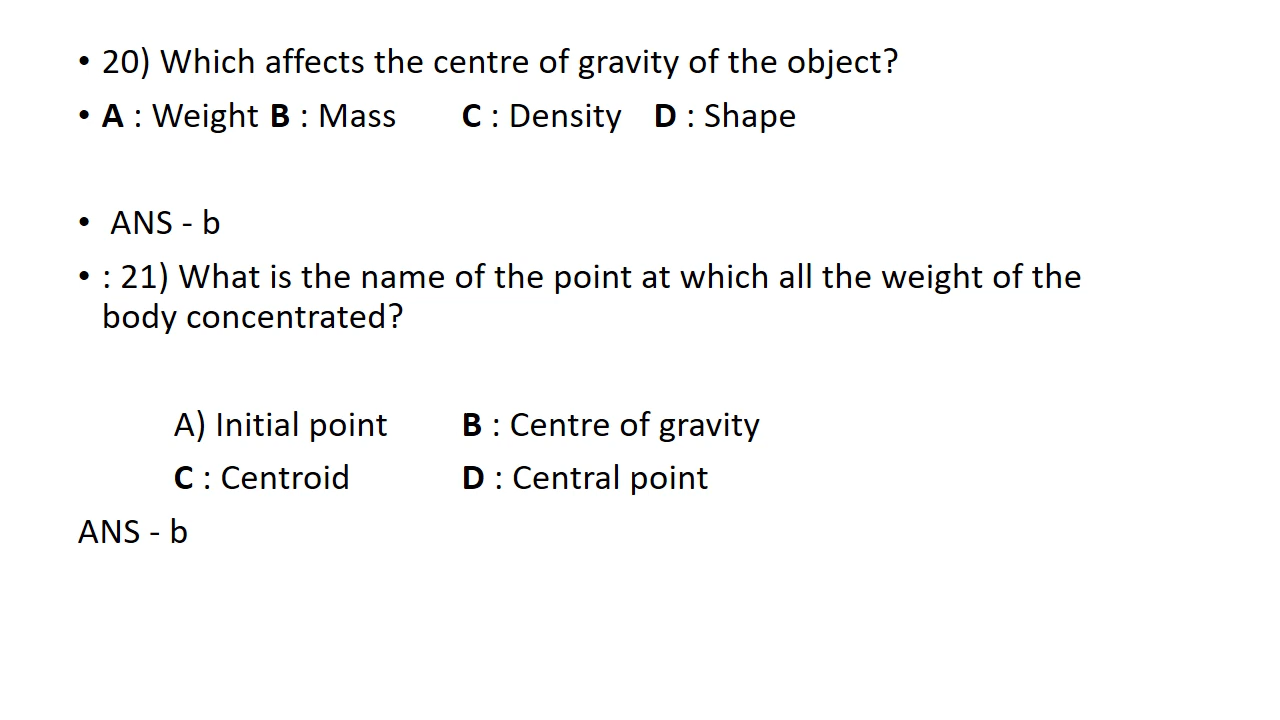 • 20) Which affects the centre of gravity of the object?
• A : Weight B : Mass C : Density D : Shape
• ANS - b
• : 21) What is the name of the point at which all the weight of the
body concentrated?
A) Initial point B : Centre of gravity
C : Centroid D : Central point
ANS - b